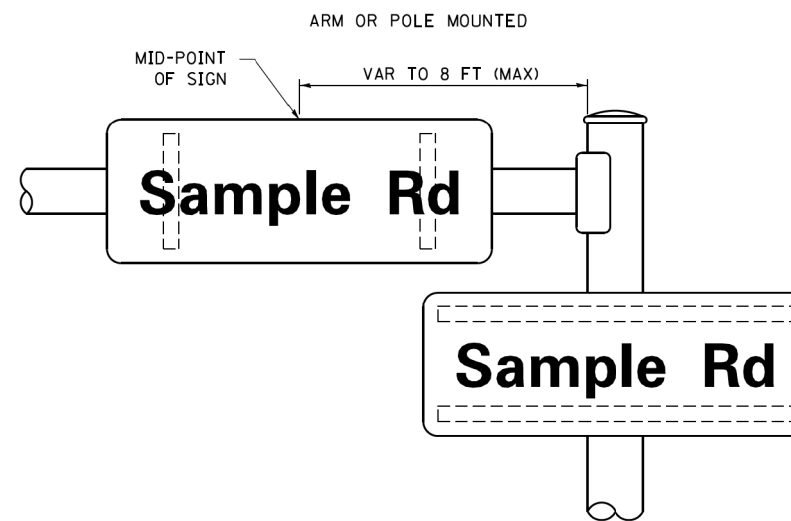 ARM OR POLE MOUNTED
MID-POINT
OF SIGN
VAR TO 8 FT (MAX)
Sample Rd
Sample Rd